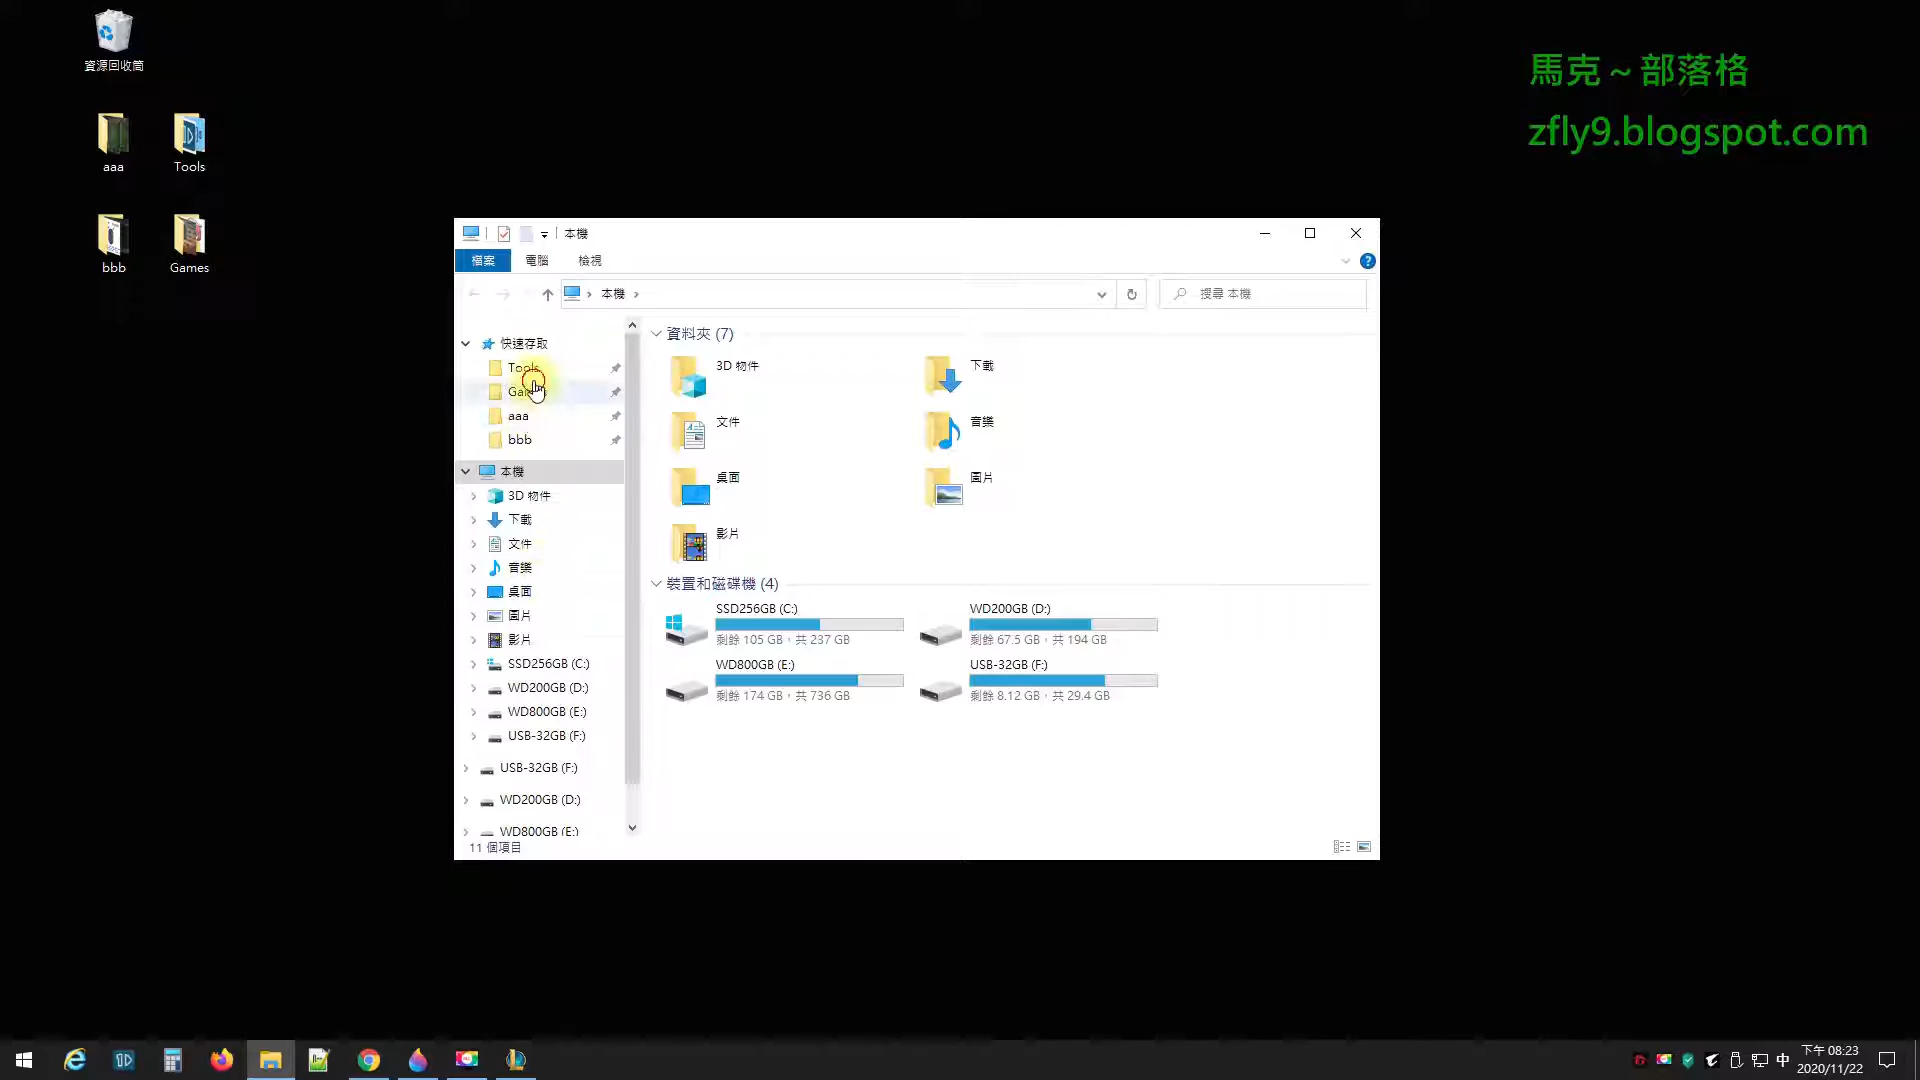 資源回收筒
aaa
Tools
bbb
Games
馬克～部落格
zfly9.blogspot.com
本機
檔案
電腦
檢視
本機
搜尋 本機
快速存取
Tools
aaa
bbb
本機
3D 物件
下載
文件
音樂
桌面
圖片
影片
SSD256GB (C:)
WD200GB (D:)
WD800GB (E:)
USB-32GB (F:)
USB-32GB (F:)
WD200GB (D:)
WD800GB (E:)
11 個項目
資料夾 (7)
3D 物件
下載
文件
音樂
桌面
圖片
影片
裝置和磁碟機 (4)
SSD256GB (C:)
剩餘 105 GB，共 237 GB
WD200GB (D:)
剩餘 67.5 GB，共 194 GB
WD800GB (E:)
剩餘 174 GB，共 736 GB
USB-32GB (F:)
剩餘 8.12 GB，共 29.4 GB
中
下午 08:23
2020/11/22